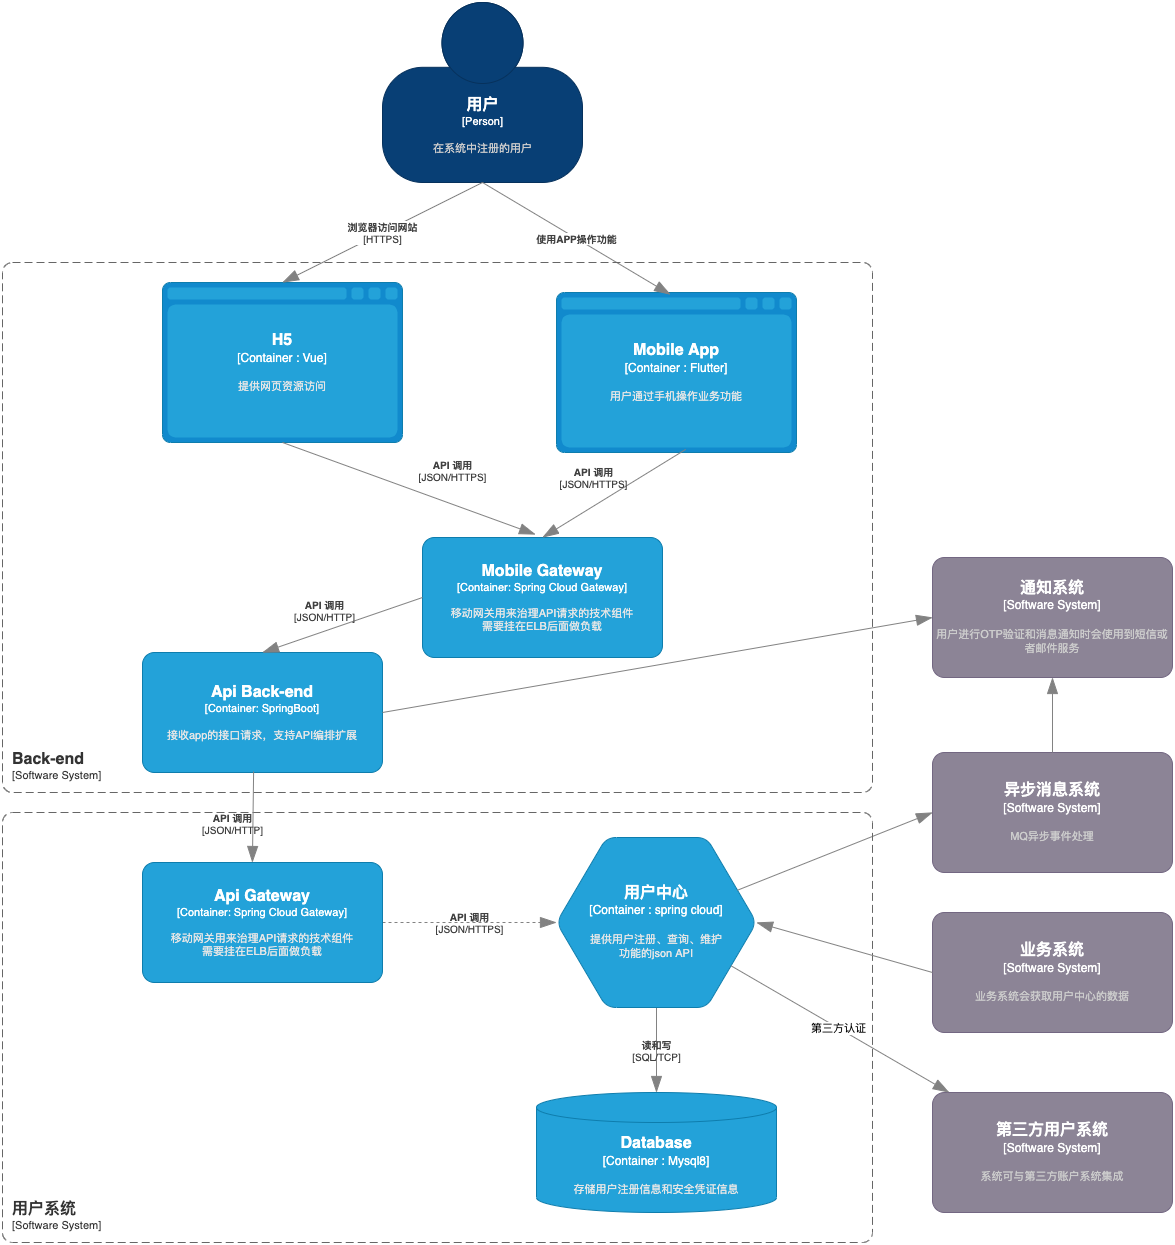 用户
[Person]
在系统中注册的用户
浏览器访问网站
[HTTPS]
使用APP操作功能
H5
[Container : Vue]
提供网页资源访问
Mobile App
[Container : Flutter]
用户通过手机操作业务功能
API 调用
[JSON/HTTPS]
API 调用
[JSON/HTTPS]
Mobile Gateway
[Container: Spring Cloud Gateway]
移动网关用来治理API请求的技术组件
需要挂在ELB后面做负载
API 调用
[JSON/HTTP]
通知系统
[Software System]
用户进行OTP验证和消息通知时会使用到短信或
者邮件服务
Api Back-end
[Container: SpringBoot]
接收app的接口请求，支持API编排扩展
Back-end
[Software System]
异步消息系统
[Software System]
MQ异步事件处理
API 调用
[JSON/HTTP]
Api Gateway
[Container: Spring Cloud Gateway]
移动网关用来治理API请求的技术组件
需要挂在ELB后面做负载
API 调用
[JSON/HTTPS]
用户中心
[Container : spring cloud]
提供用户注册、查询、维护
功能的json API
业务系统
[Software System]
业务系统会获取用户中心的数据
第三方认证
读和写
[SQL/TCP]
Database
[Container : Mysql8]
存储用户注册信息和安全凭证信息
第三方用户系统
[Software System]
系统可与第三方账户系统集成
用户系统
[Software System]